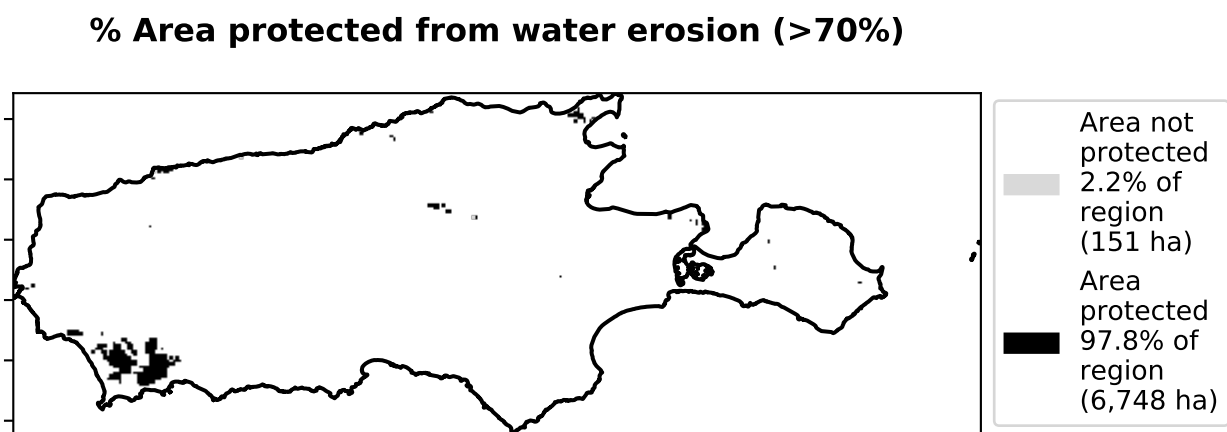 % Area protected from water erosion (>70%)
Area not
protected
2.2% of
region
(151 ha)
Area
protected
97.8% of
region
(6,748 ha)